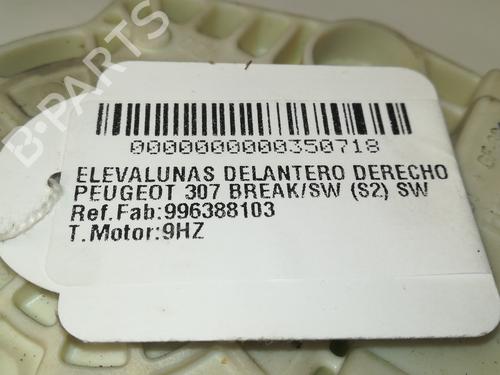 B-PARTS
0000000000350718
ELEVALUNAS DELANTERO DERECHO
PEUGEOT 307 BREAK/SW (S2) SW
Ref.Fab:996388103
T.Motor:9HZ